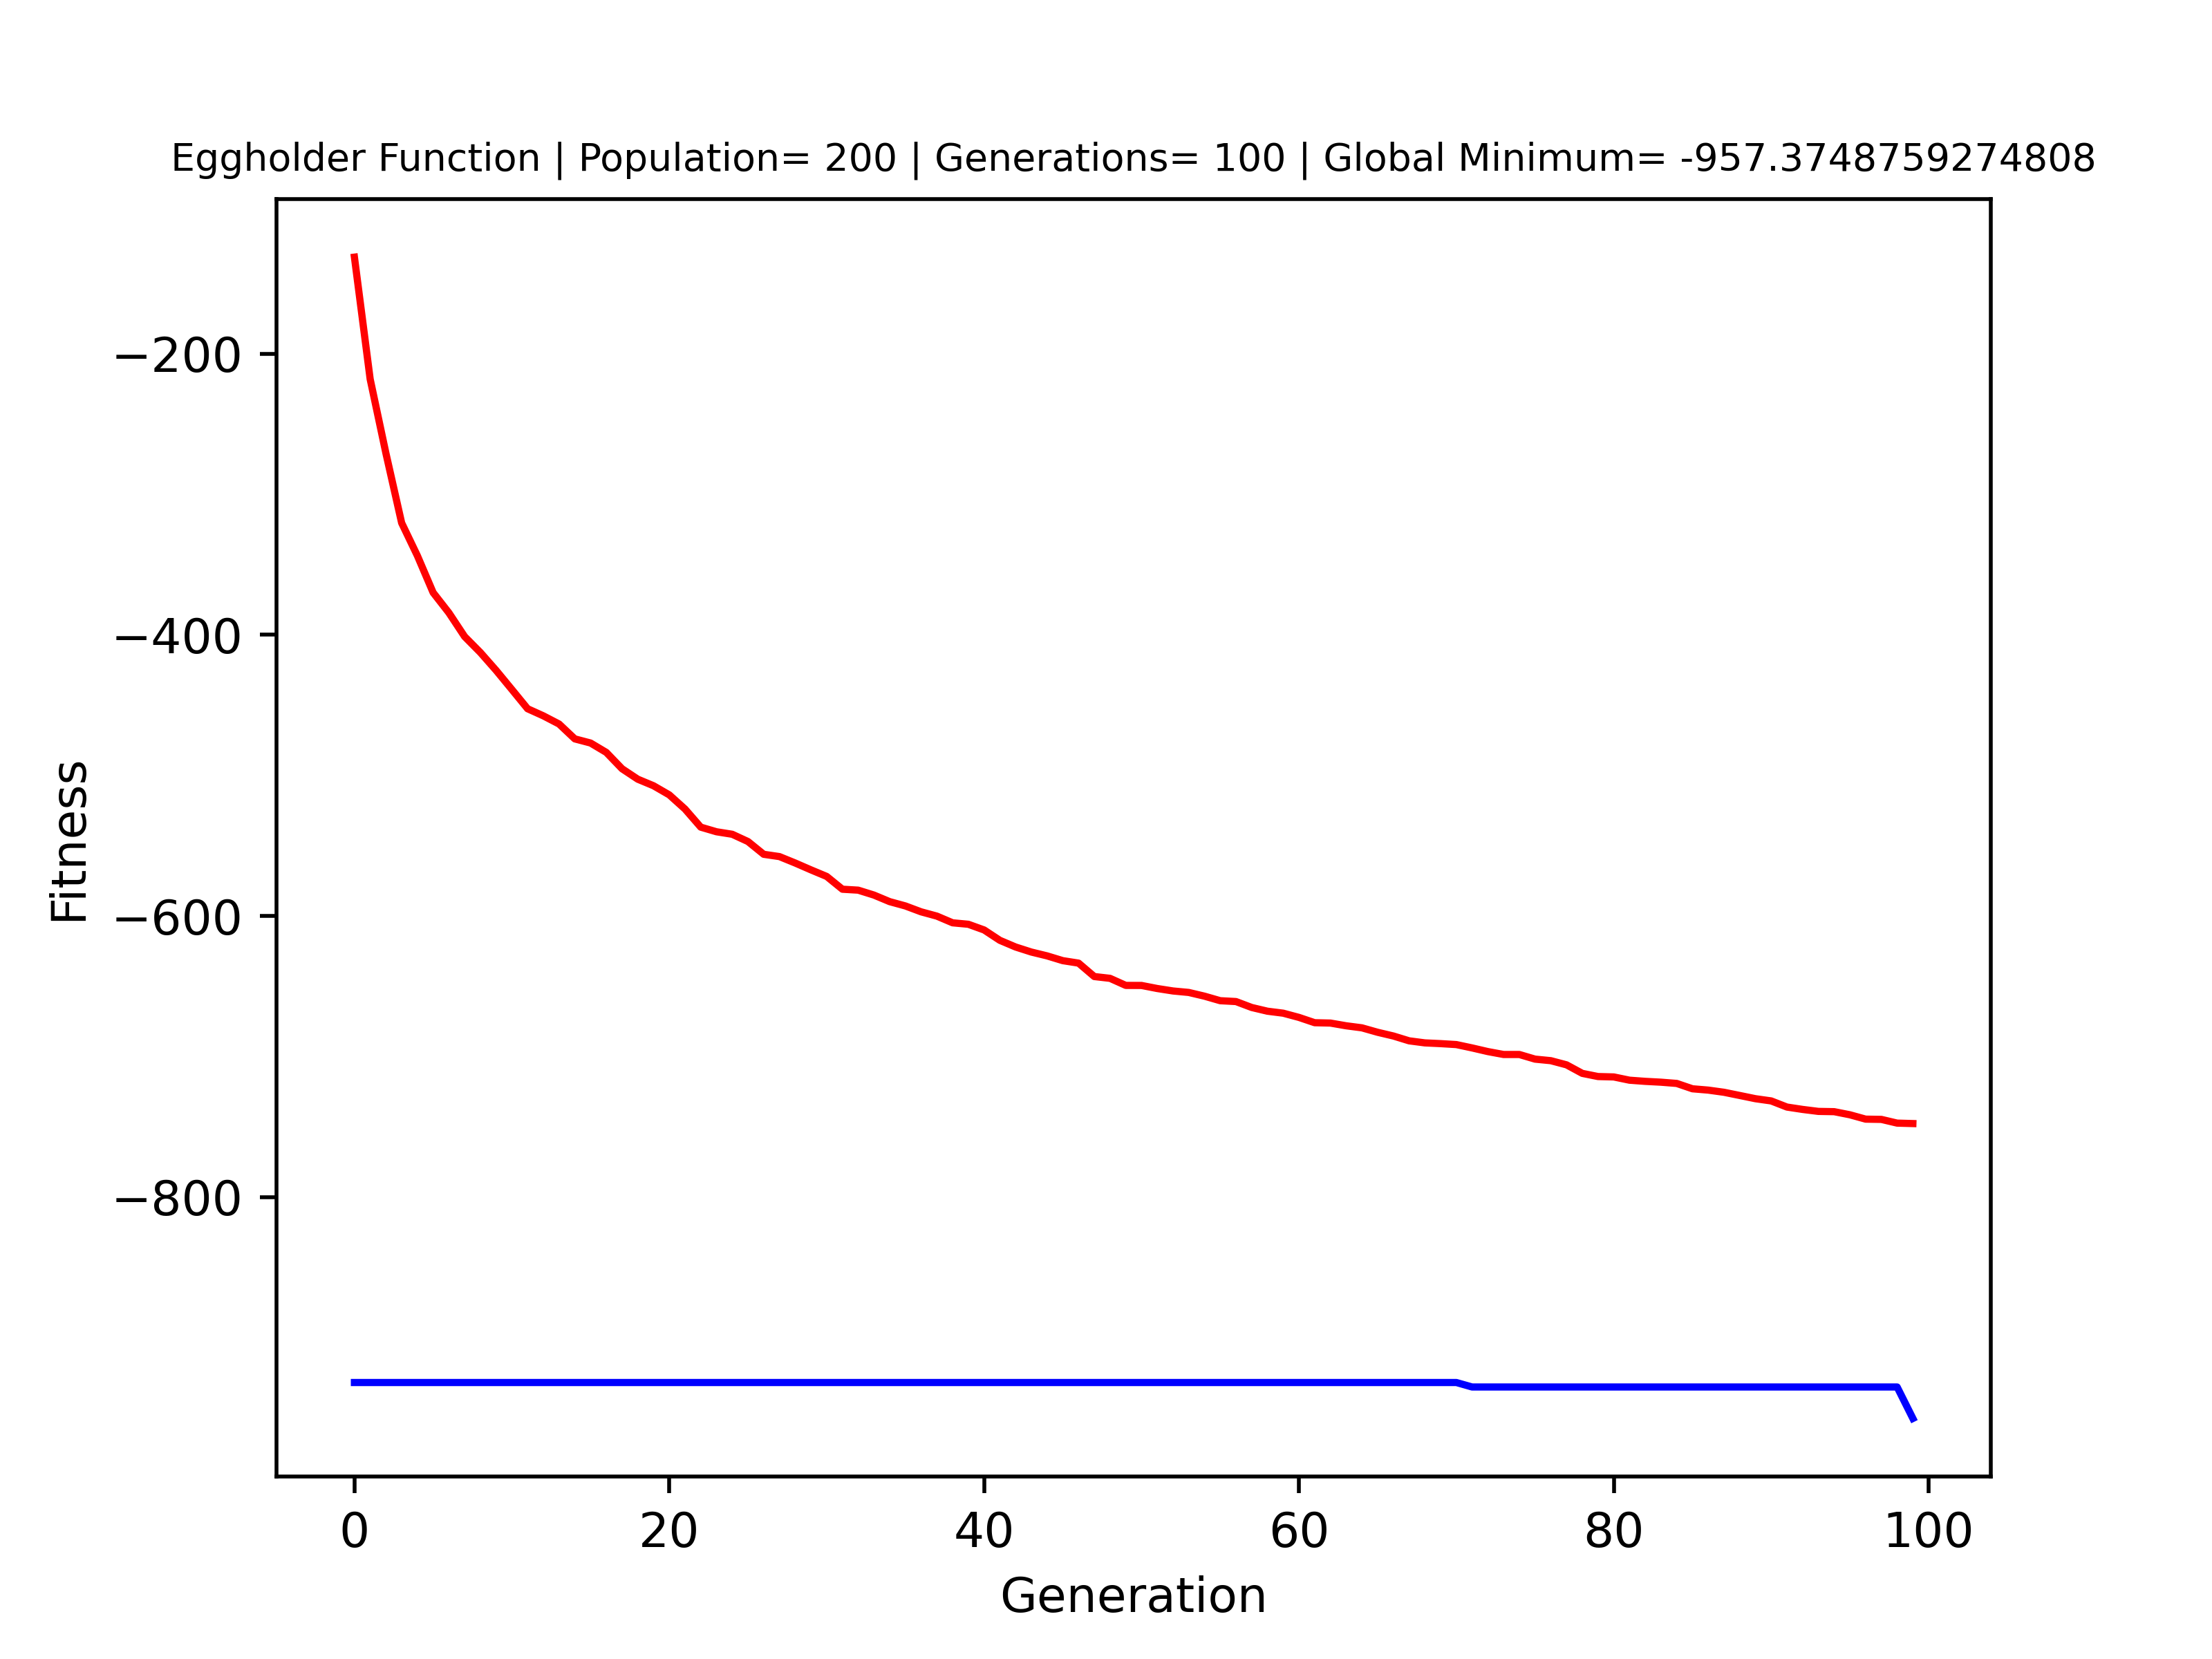 Eggholder Function | Population= 200 | Generations= 100 | Global Minimum= -957.3748759274808
−200
−400
−600
−800
Fitness
0 20 40 60 80 100
Generation